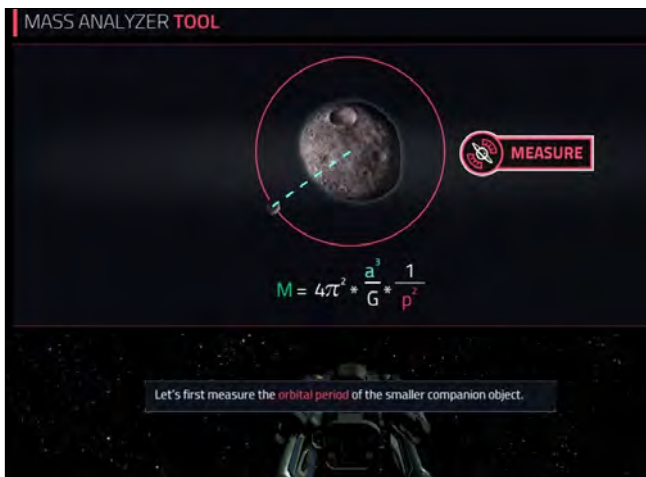 MASS ANALYZER TOOL
MEASURE
M = 4π² * a³/G * 1/p²
Let's first measure the orbital period of the smaller companion object.